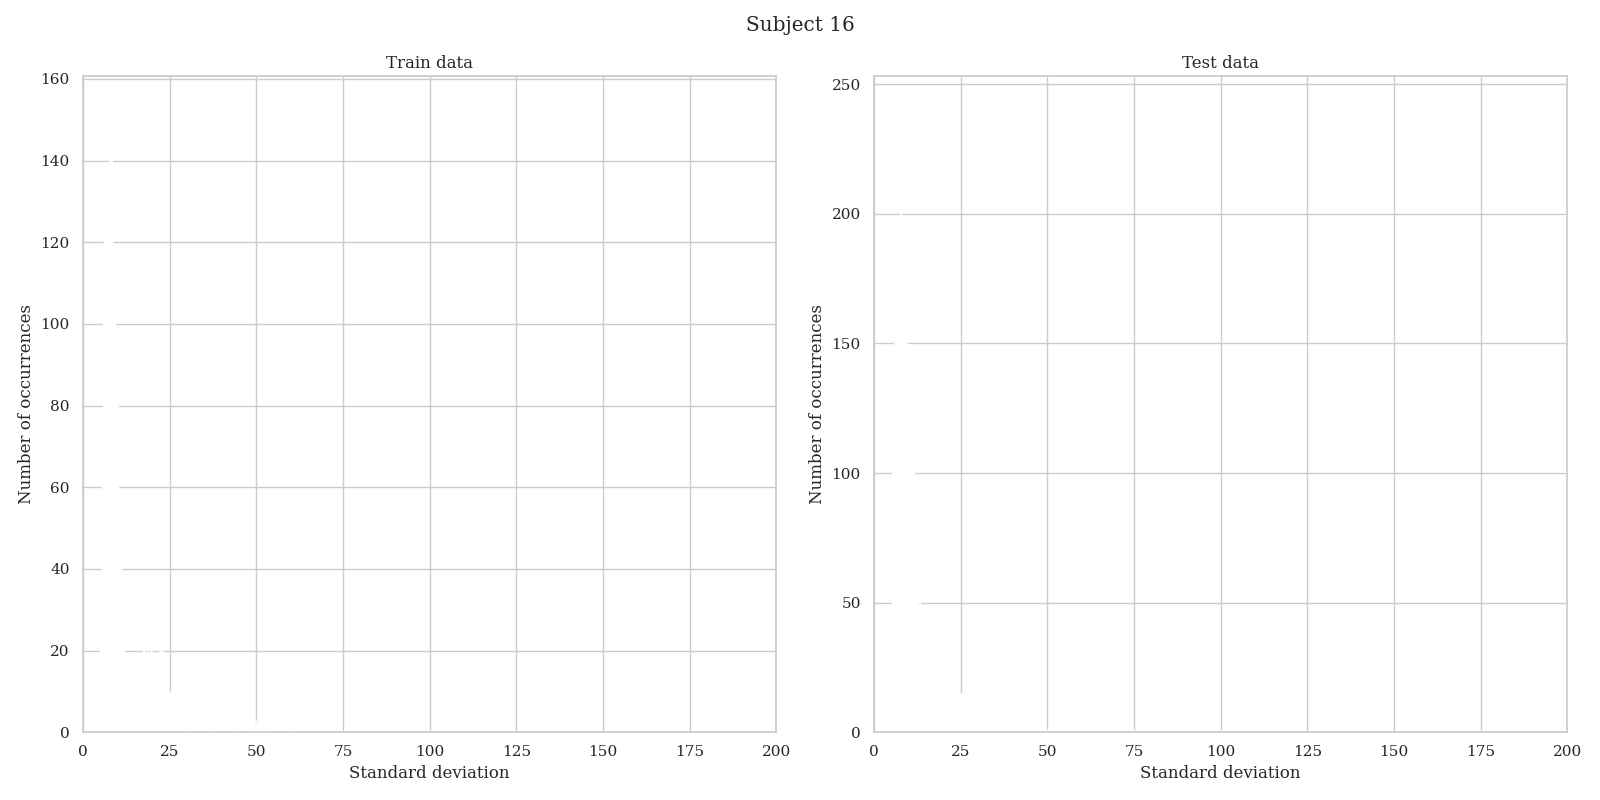 Subject 16
Train data
160
140
120
100
80
60
40
20
0
0 25 50 75 100 125 150 175 200
Standard deviation
Number of occurrences
Test data
250
200
150
100
50
0
0 25 50 75 100 125 150 175 200
Standard deviation
Number of occurrences